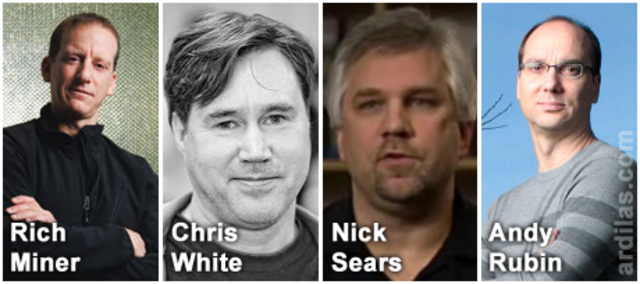 Rich
Miner
Chris
White
Nick
Sears
Andy
Rubin
ardilas.com